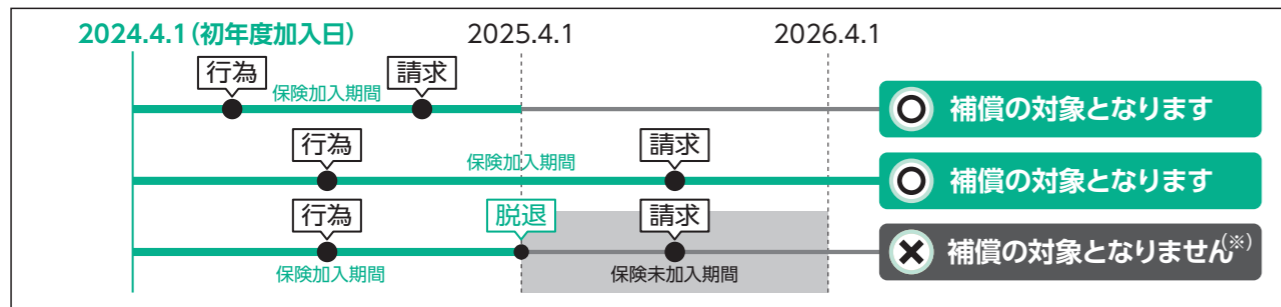 2024.4.1(初年度加入日) 2025.4.1 2026.4.1
行為 請求
保険加入期間
補償の対象となります
行為 請求
保険加入期間
補償の対象となります
行為 脱退 請求
保険加入期間 保険未加入期間
補償の対象となりません(※)